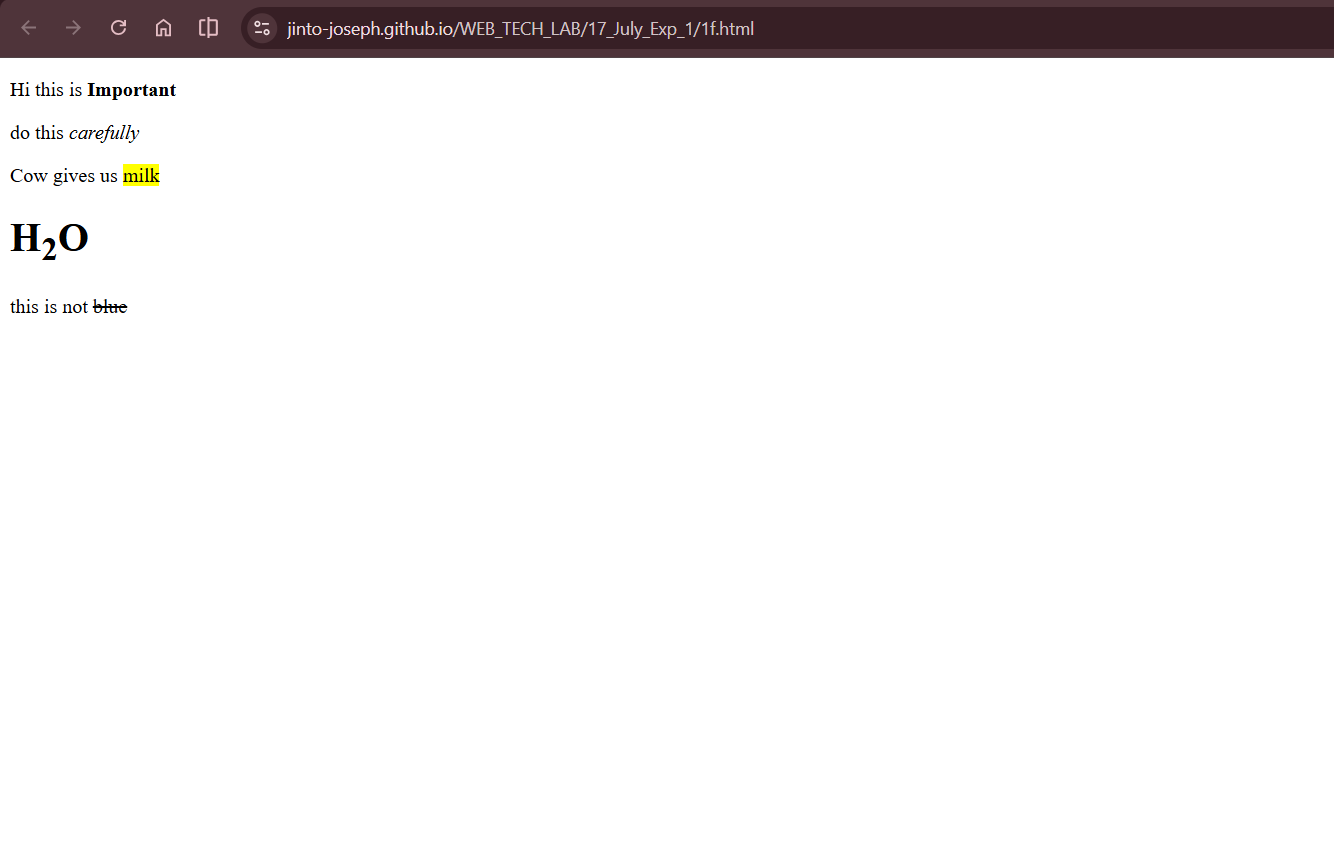 jinto-joseph.github.io/WEB_TECH_LAB/17_July_Exp_1/1f.html
Hi this is Important
do this carefully
Cow gives us milk
H₂O
this is not blue